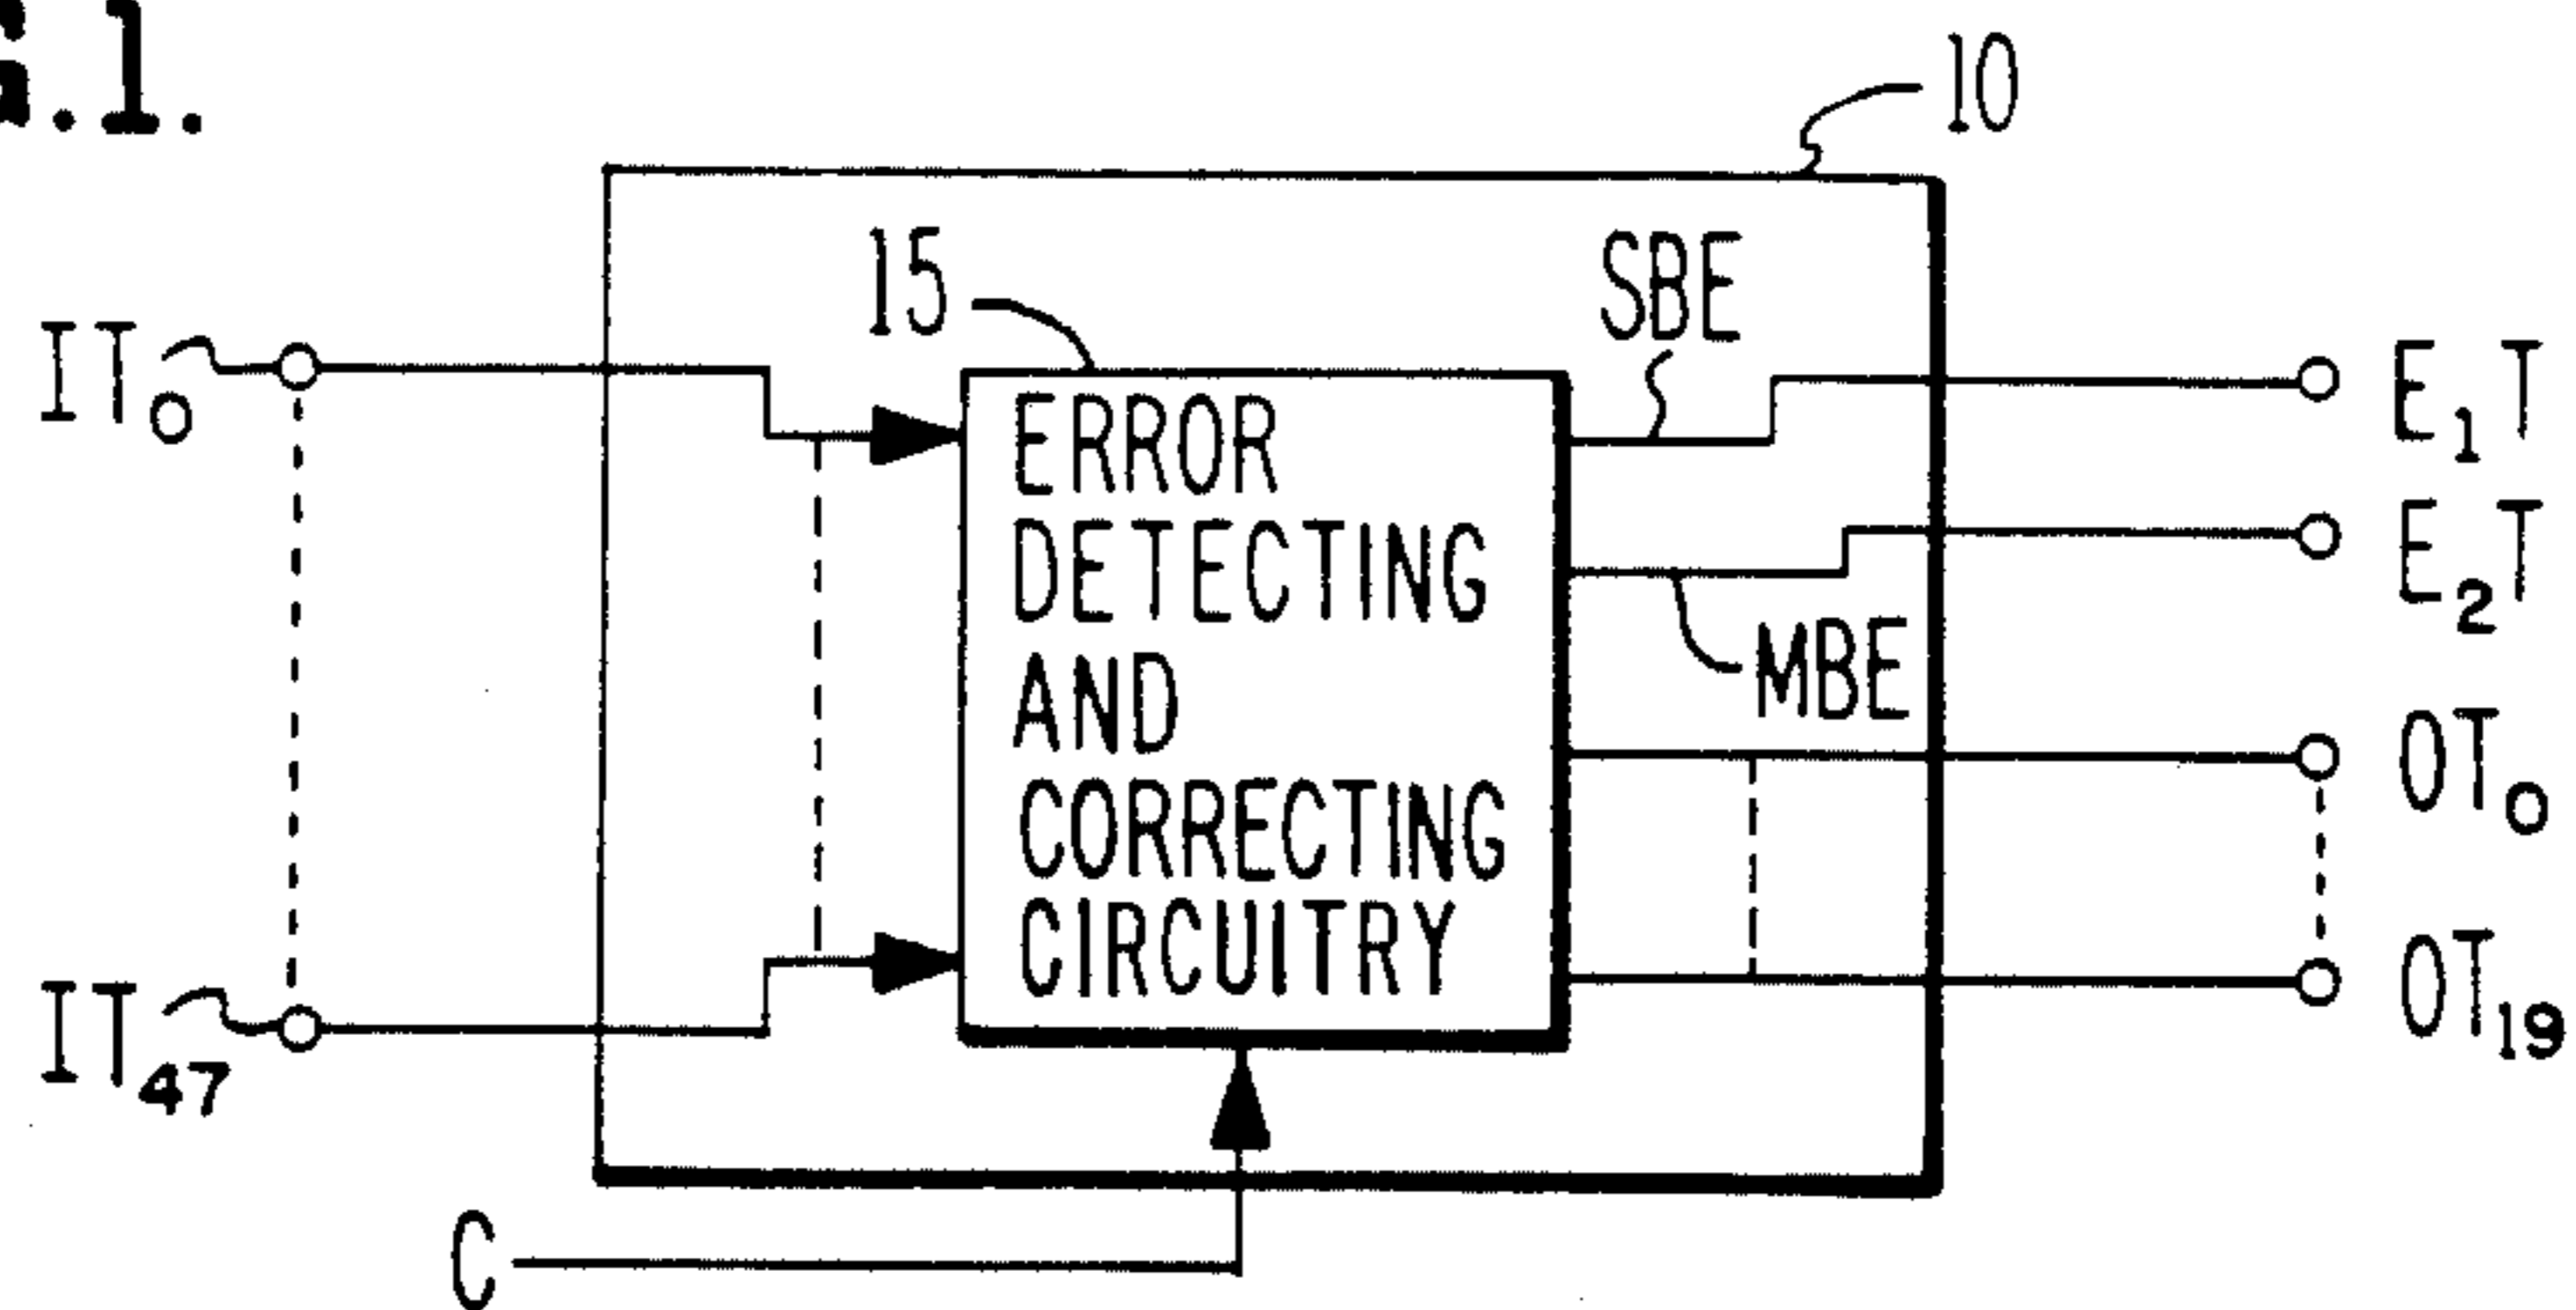 G.1.
10
15
SBE
IT0
E1T
ERROR
DETECTING
AND
CORRECTING
CIRCUITRY
E2T
MBE
OT0
IT47
OT19
C